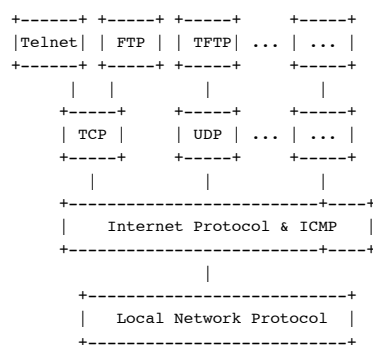 Telnet FTP TFTP ... ...
TCP UDP ... ...
Internet Protocol & ICMP
Local Network Protocol